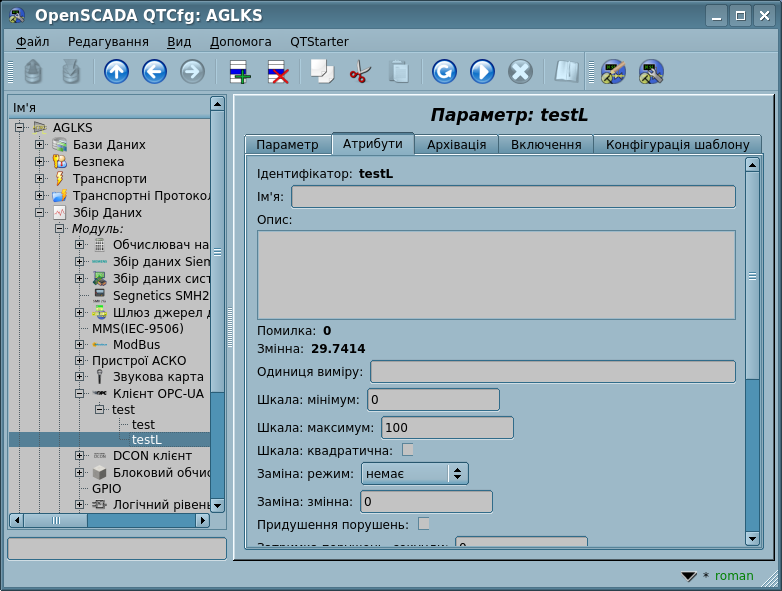 OpenSCADA QTCfg: AGLKS
Файл Редагування Вид Допомога QTStarter
Ім'я
AGLKS
Бази Даних
Безпека
Транспорти
Транспортні Протокол
Збір Даних
Модуль:
Обчислювач на
Збір даних Siem
Збір даних сист
Segnetics SMH2
Шлюз джерел д
MMS(IEC-9506)
ModBus
Пристрої АСКО
Звукова карта
Клієнт OPC-UA
test
test
testL
DCON клієнт
Блоковий обчис
GPIO
Логічний рівень
Параметр: testL
Параметр Атрибути Архівація Включення Конфігурація шаблону
Ідентифікатор: testL
Ім'я:
Опис:
Помилка: 0
Змінна: 29.7414
Одиниця виміру:
Шкала: мінімум: 0
Шкала: максимум: 100
Шкала: квадратична:
Заміна: режим: немає
Заміна: змінна: 0
Придушення порушень:
* roman